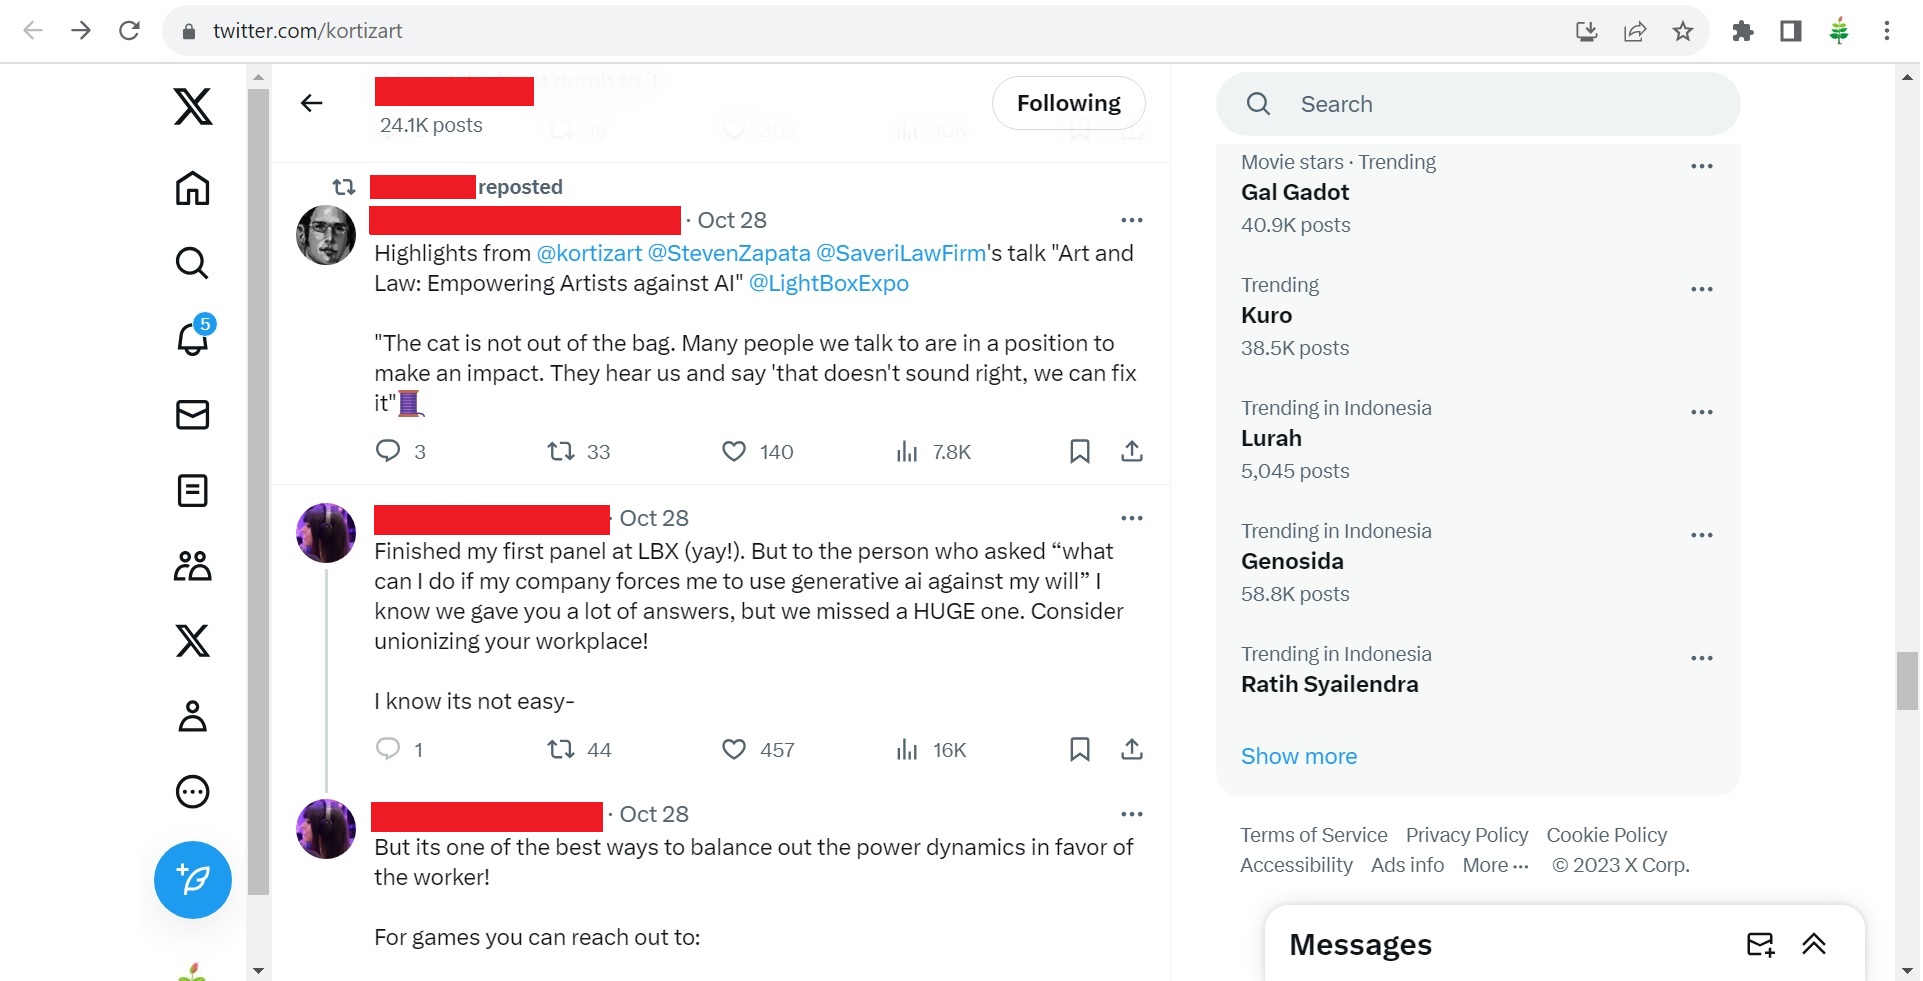 twitter.com/kortizart
24.1K posts
Following
numb to it
16
303
16K
reposted
· Oct 28
Highlights from @kortizart @StevenZapata @SaveriLawFirm's talk "Art and
Law: Empowering Artists against AI" @LightBoxExpo
"The cat is not out of the bag. Many people we talk to are in a position to
make an impact. They hear us and say 'that doesn't sound right, we can fix
it"
3
33
140
7.8K
· Oct 28
Finished my first panel at LBX (yay!). But to the person who asked “what
can I do if my company forces me to use generative ai against my will” I
know we gave you a lot of answers, but we missed a HUGE one. Consider
unionizing your workplace!
I know its not easy-
1
44
457
16K
· Oct 28
But its one of the best ways to balance out the power dynamics in favor of
the worker!
For games you can reach out to:
5
Search
Movie stars · Trending
Gal Gadot
40.9K posts
Trending
Kuro
38.5K posts
Trending in Indonesia
Lurah
5,045 posts
Trending in Indonesia
Genosida
58.8K posts
Trending in Indonesia
Ratih Syailendra
Show more
Terms of Service Privacy Policy Cookie Policy
Accessibility Ads info More ··· © 2023 X Corp.
Messages